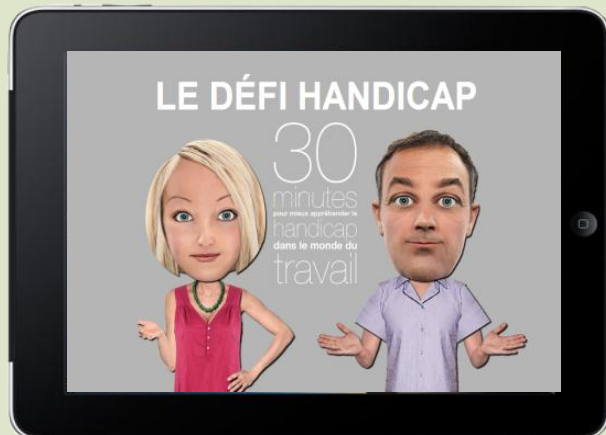 LE DÉFI HANDICAP
30
minutes
pour mieux appréhender le
handicap
dans le monde du
travail